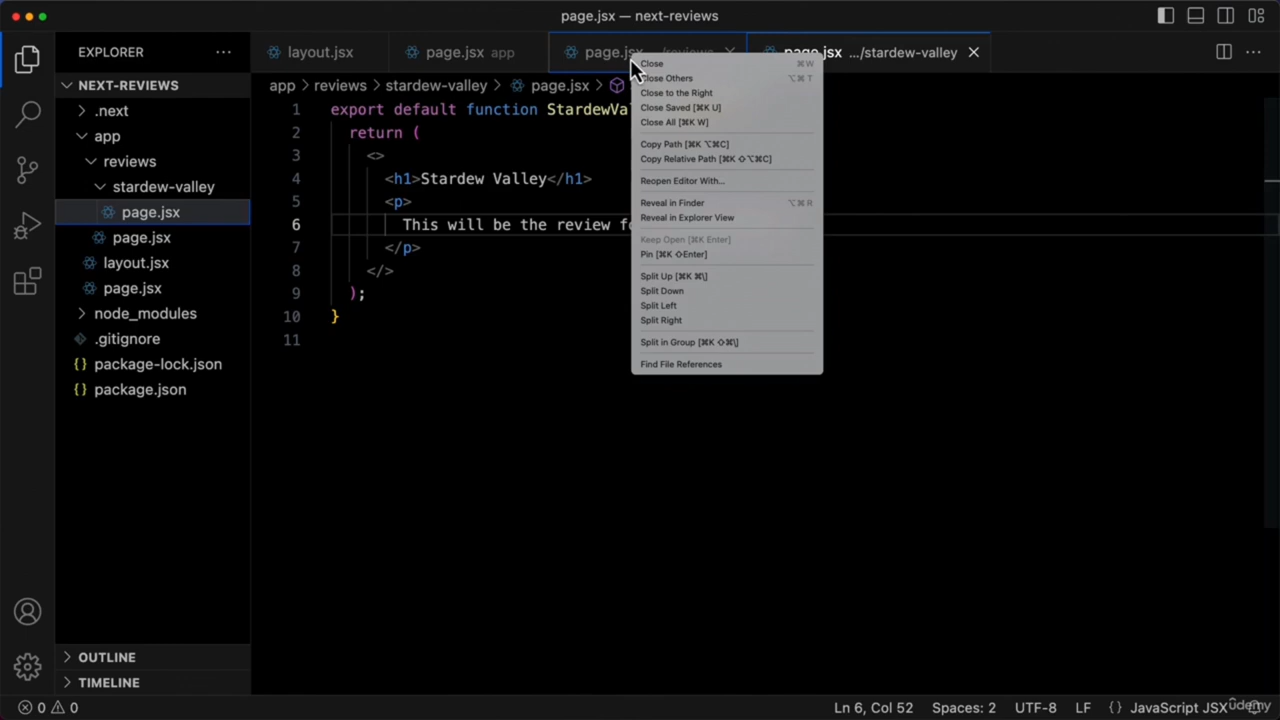 page.jsx — next-reviews
EXPLORER
layout.jsx
page.jsx app
page.jsx
page.jsx .../stardew-valley
NEXT-REVIEWS
.next
app
reviews
stardew-valley
page.jsx
page.jsx
layout.jsx
page.jsx
node_modules
.gitignore
{} package-lock.json
{} package.json
OUTLINE
TIMELINE
app > reviews > stardew-valley > page.jsx >
1 export default function
2 return (
3 <>
4 <h1>Stardew Valley</h1>
5 <p>
6 This will be the review
7 </p>
8 </>
9 );
10 }
11
Close ⌘W
Close Others ⌥⌘T
Close to the Right
Close Saved [⌘K U]
Close All [⌘K W]
Copy Path [⌘K ⌥⌘C]
Copy Relative Path [⌘K ⇧⌥⌘C]
Reopen Editor With...
Reveal in Finder ⌥⌘R
Reveal in Explorer View
Keep Open [⌘K Enter]
Pin [⌘K ⇧Enter]
Split Up [⌘K ⌘\]
Split Down
Split Left
Split Right
Split in Group [⌘K ⇧⌘\]
Find File References
0 0
Ln 6, Col 52
Spaces: 2
UTF-8
LF
{} JavaScript JSX
ûdemy